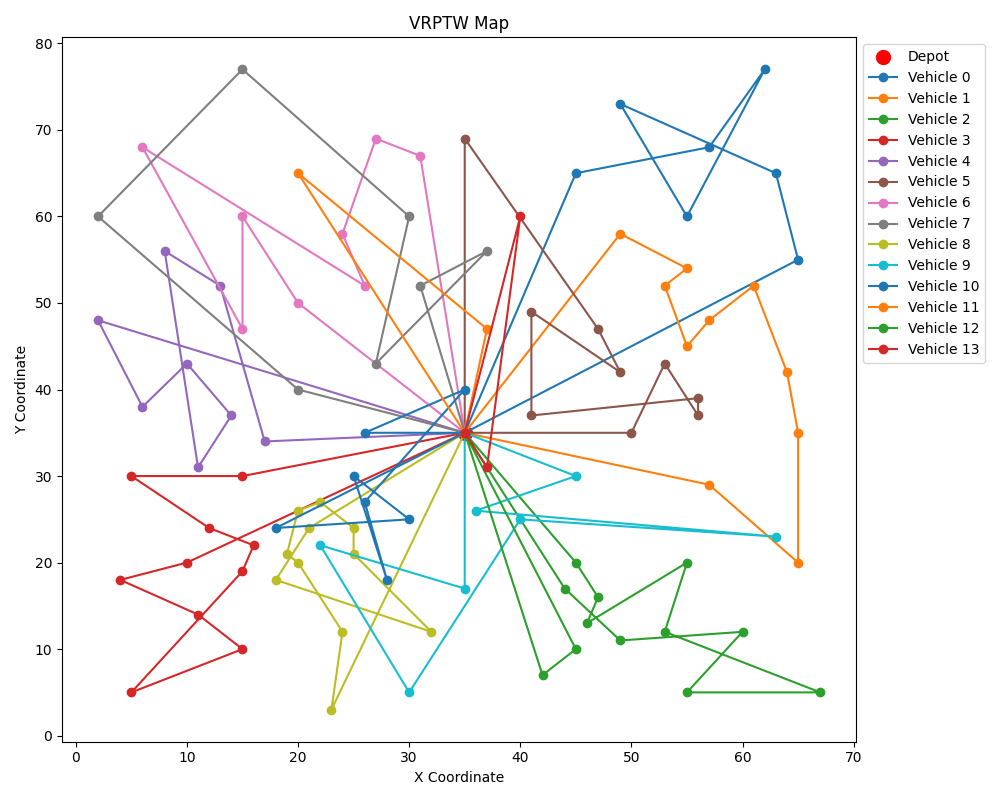 VRPTW Map
Y Coordinate
80
70
60
50
40
30
20
10
0
0 10 20 30 40 50 60 70
X Coordinate
Depot
Vehicle 0
Vehicle 1
Vehicle 2
Vehicle 3
Vehicle 4
Vehicle 5
Vehicle 6
Vehicle 7
Vehicle 8
Vehicle 9
Vehicle 10
Vehicle 11
Vehicle 12
Vehicle 13